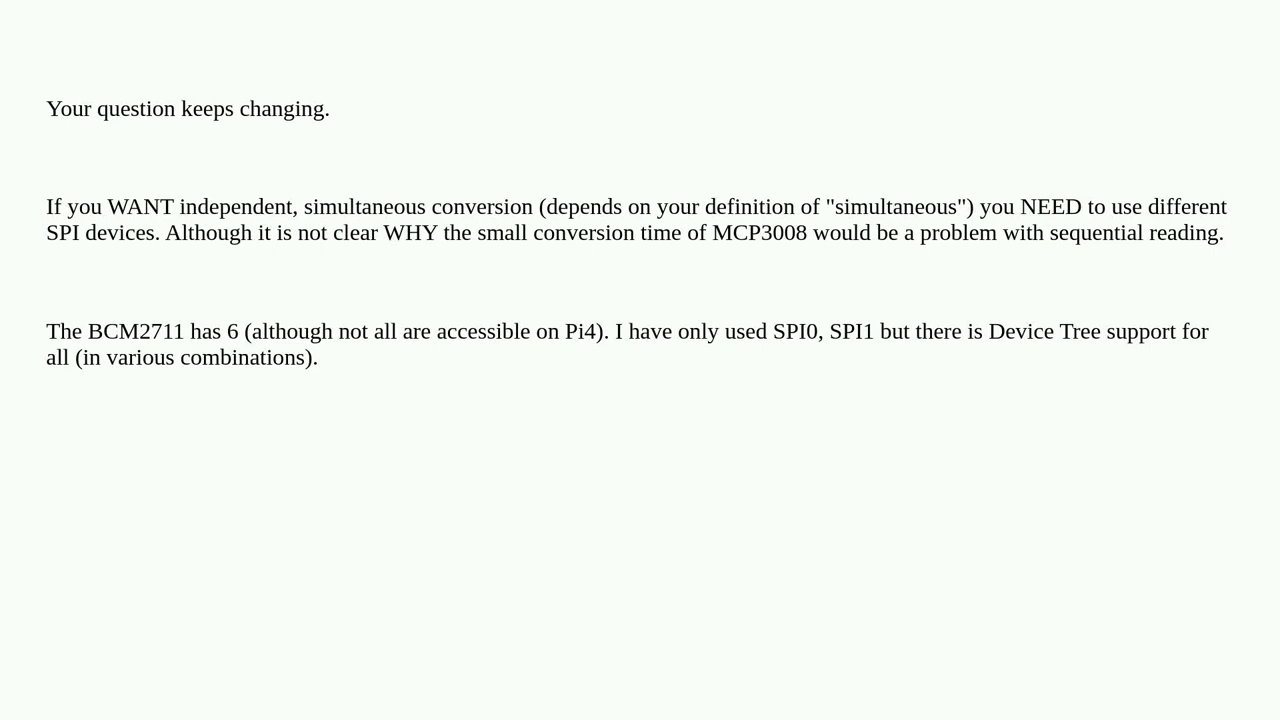 Your question keeps changing.
If you WANT independent, simultaneous conversion (depends on your definition of "simultaneous") you NEED to use different
SPI devices. Although it is not clear WHY the small conversion time of MCP3008 would be a problem with sequential reading.
The BCM2711 has 6 (although not all are accessible on Pi4). I have only used SPI0, SPI1 but there is Device Tree support for
all (in various combinations).